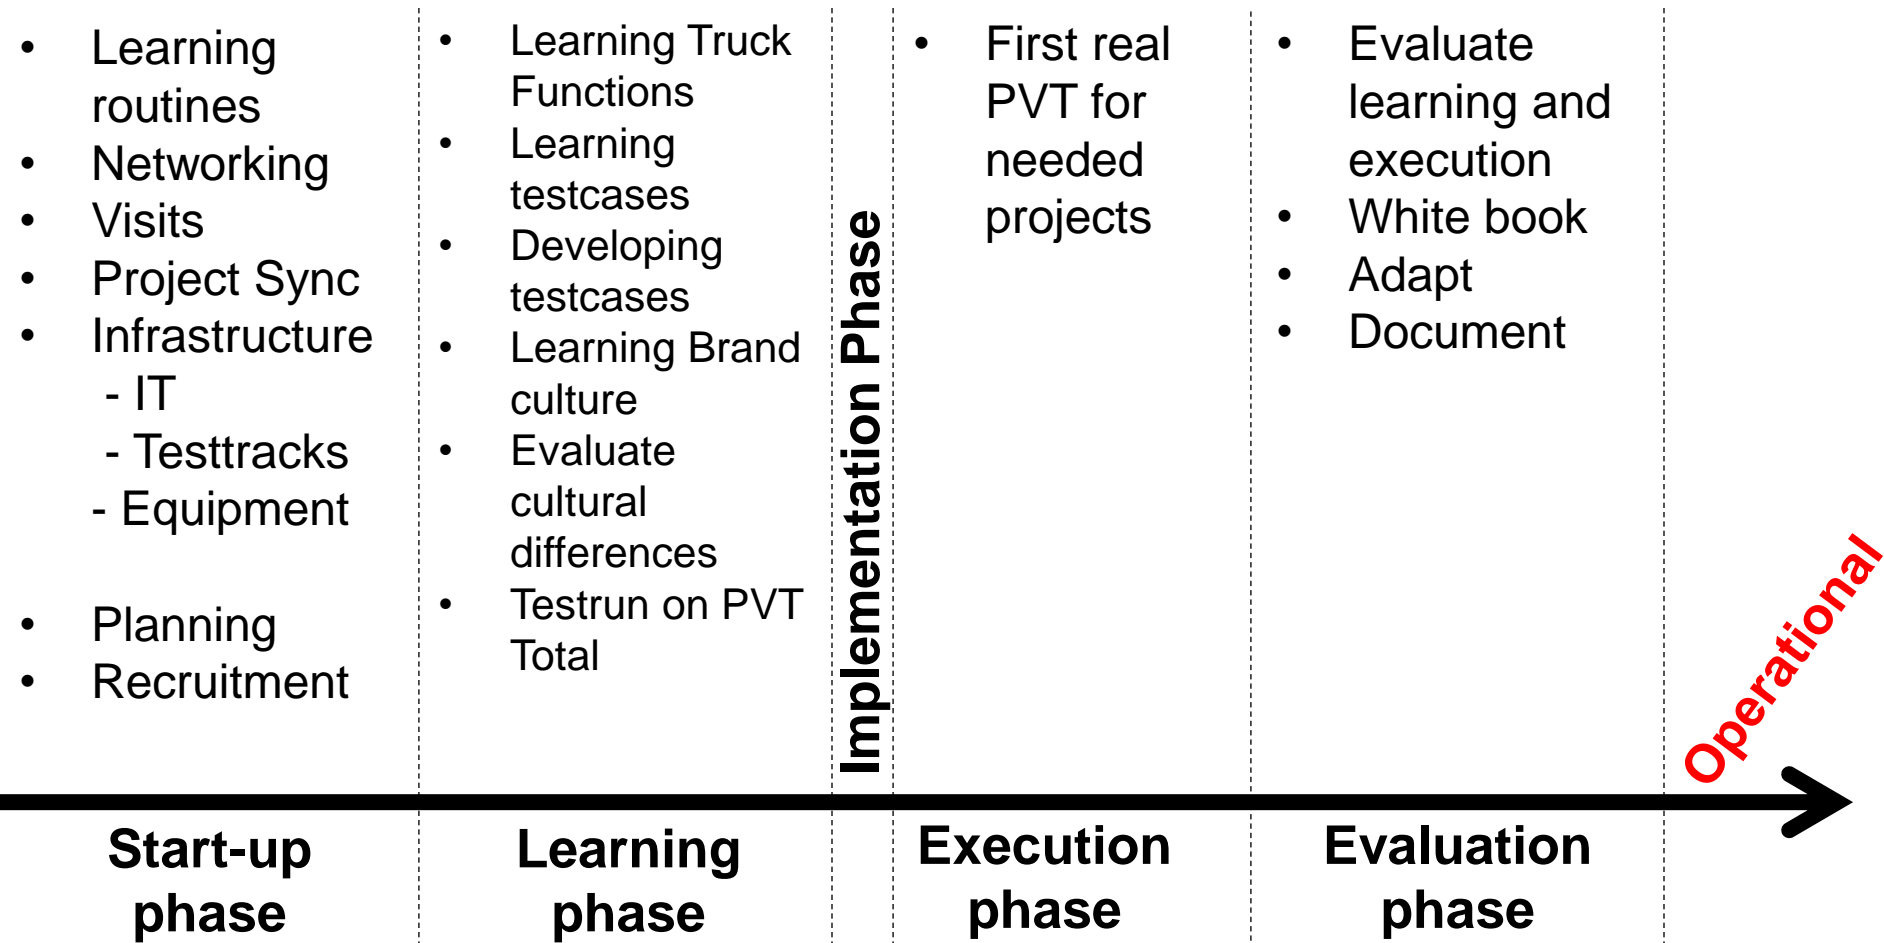 • Learning
routines
• Networking
• Visits
• Project Sync
• Infrastructure
- IT
- Testtracks
- Equipment
• Planning
• Recruitment
• Learning Truck
Functions
• Learning
testcases
• Developing
testcases
• Learning Brand
culture
• Evaluate
cultural
differences
• Testrun on PVT
Total
Implementation Phase
• First real
PVT for
needed
projects
• Evaluate
learning and
execution
• White book
• Adapt
• Document
Operational
Start-up
phase
Learning
phase
Execution
phase
Evaluation
phase